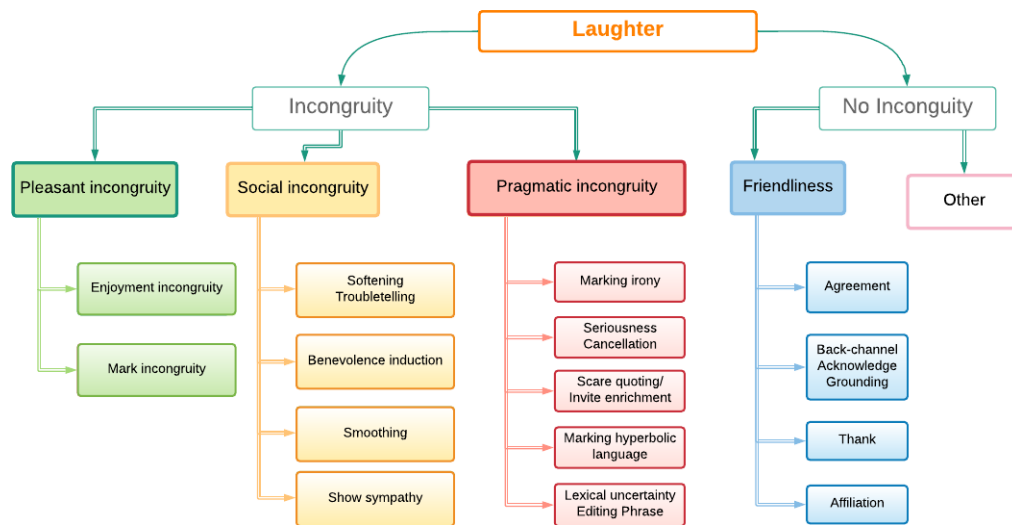 Laughter
Incongruity
No Inconguity
Pleasant incongruity
Social incongruity
Pragmatic incongruity
Friendliness
Other
Enjoyment incongruity
Mark incongruity
Softening
Troubletelling
Benevolence induction
Smoothing
Show sympathy
Marking irony
Seriousness
Cancellation
Scare quoting/
Invite enrichment
Marking hyperbolic
language
Lexical uncertainty
Editing Phrase
Agreement
Back-channel
Acknowledge
Grounding
Thank
Affiliation